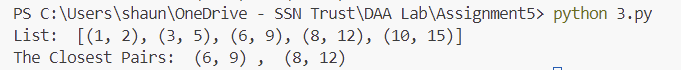 PS C:\Users\shaun\OneDrive - SSN Trust\DAA Lab\Assignment5> python 3.py
List:  [(1, 2), (3, 5), (6, 9), (8, 12), (10, 15)]
The Closest Pairs:  (6, 9) ,  (8, 12)